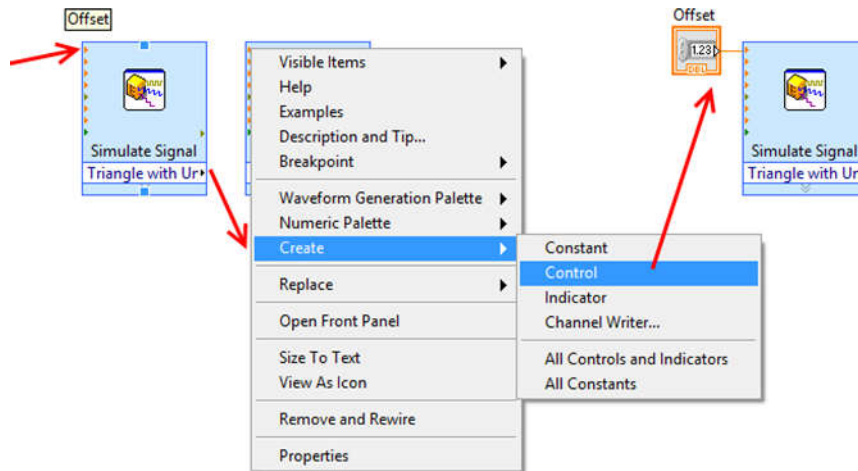 Offset
Simulate Signal
Triangle with Ur
Visible Items
Help
Examples
Description and Tip...
Breakpoint
Waveform Generation Palette
Numeric Palette
Create
Replace
Open Front Panel
Size To Text
View As Icon
Remove and Rewire
Properties
Constant
Control
Indicator
Channel Writer...
All Controls and Indicators
All Constants
Offset
1.23
DBL
Simulate Signal
Triangle with Ur